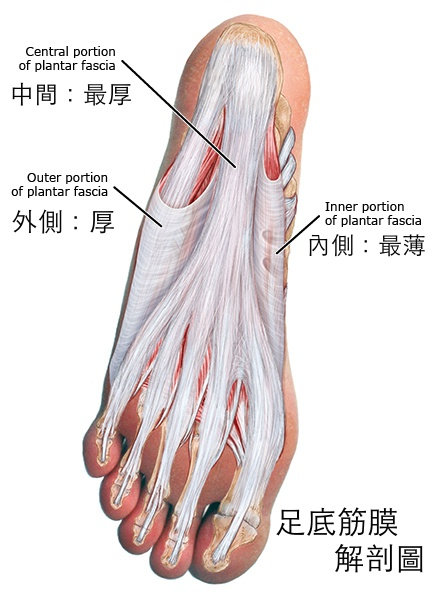 Central portion
of plantar fascia
中間：最厚
Outer portion
of plantar fascia
外側：厚
Inner portion
of plantar fascia
內側：最薄
足底筋膜
解剖圖